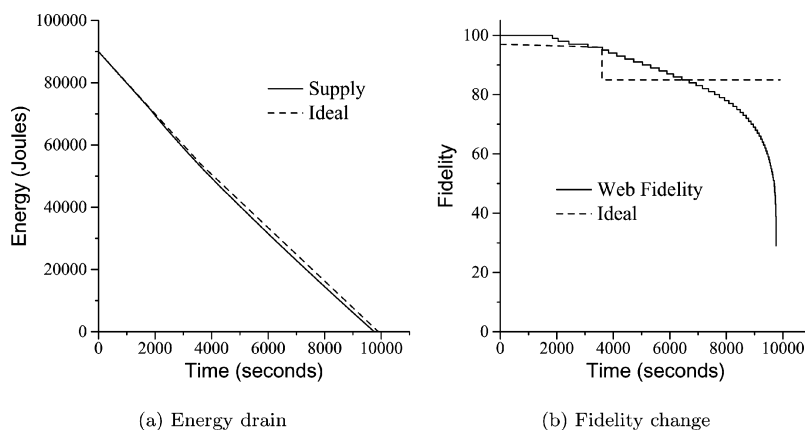 100000
80000
60000
40000
20000
0
Energy (Joules)
Supply
Ideal
0 2000 4000 6000 8000 10000
Time (seconds)
(a) Energy drain
100
80
60
40
20
0
Fidelity
Web Fidelity
Ideal
0 2000 4000 6000 8000 10000
Time (seconds)
(b) Fidelity change